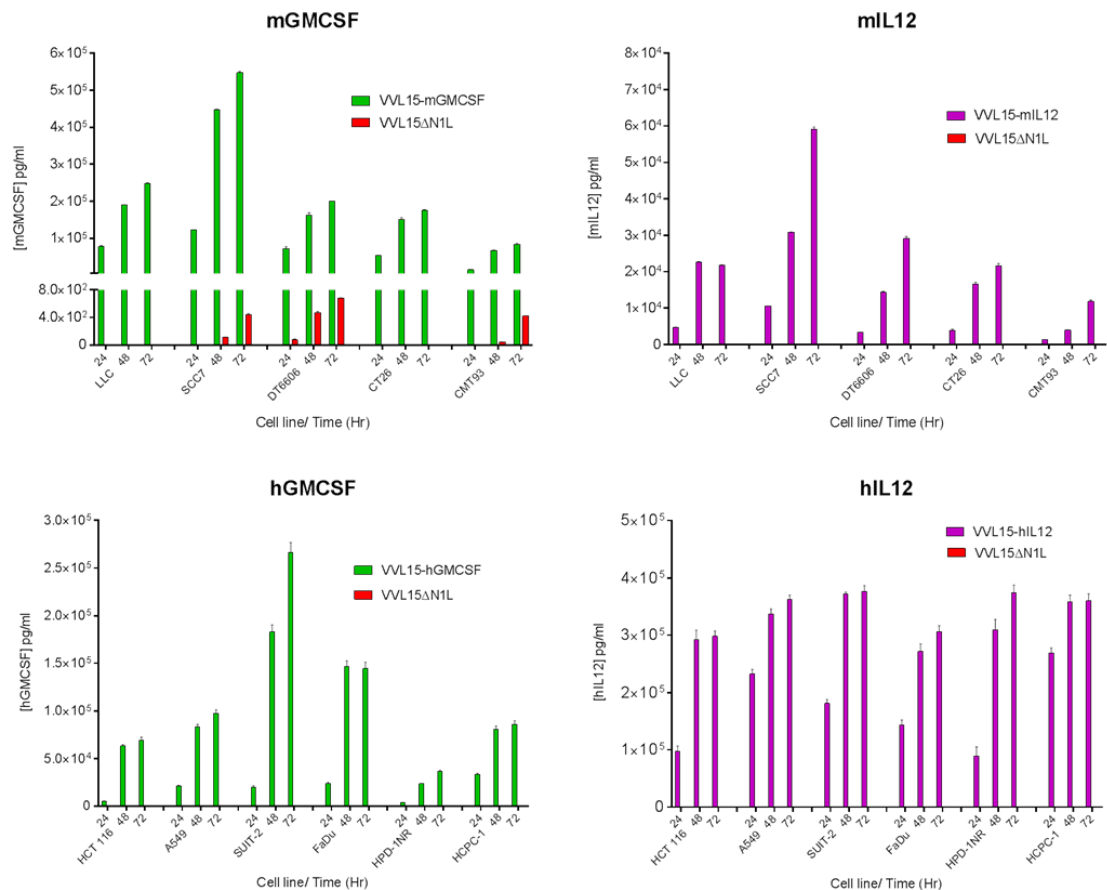 mGMCSF
[mGMCSF] pg/ml
6×10⁵
5×10⁵
4×10⁵
3×10⁵
2×10⁵
1×10⁵
8.0×10²
4.0×10²
0
VVL15-mGMCSF
VVL15ΔN1L
24 48 72 24 48 72 24 48 72 24 48 72 24 48 72
LLC SCC7 DT6606 CT26 CMT93
Cell line/ Time (Hr)
mIL12
[mIL12] pg/ml
8×10⁴
6×10⁴
4×10⁴
3×10⁴
2×10⁴
1×10⁴
0
VVL15-mIL12
VVL15ΔN1L
24 48 72 24 48 72 24 48 72 24 48 72 24 48 72
LLC SCC7 DT6606 CT26 CMT93
Cell line/ Time (Hr)
hGMCSF
[hGMCSF] pg/ml
3.0×10⁵
2.5×10⁵
2.0×10⁵
1.5×10⁵
1.0×10⁵
5.0×10⁴
0
VVL15-hGMCSF
VVL15ΔN1L
24 48 72 24 48 72 24 48 72 24 48 72 24 48 72 24 48 72
HCT 116 A549 SUIT-2 FaDu HPD-1NR HCPC-1
Cell line/ Time (Hr)
hIL12
[hIL12] pg/ml
5×10⁵
4×10⁵
3×10⁵
2×10⁵
1×10⁵
0
VVL15-hIL12
VVL15ΔN1L
24 48 72 24 48 72 24 48 72 24 48 72 24 48 72 24 48 72
HCT 116 A549 SUIT-2 FaDu HPD-1NR HCPC-1
Cell line/ Time (Hr)